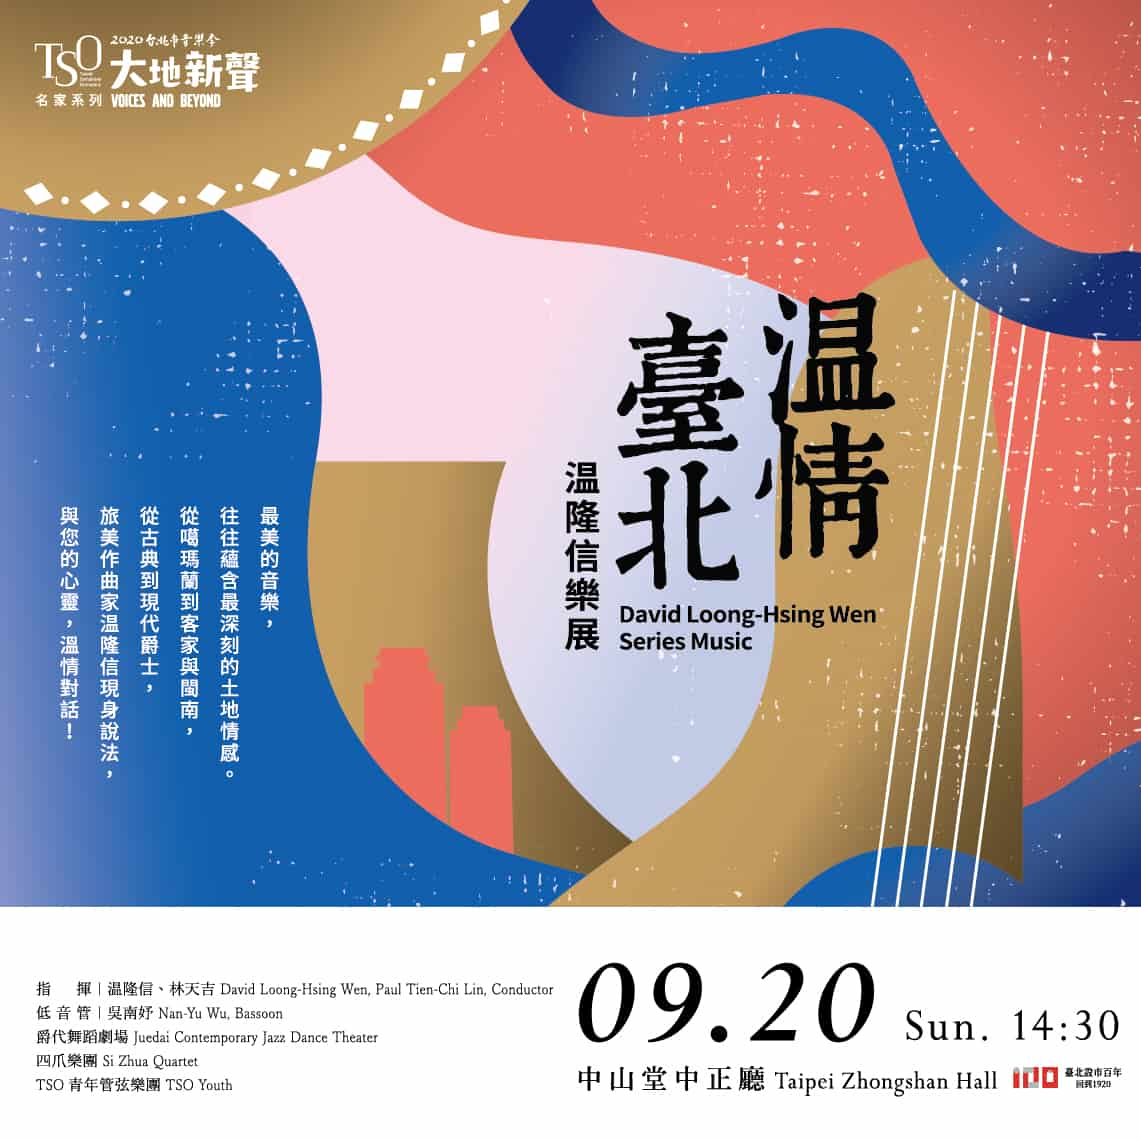 TSO
Taipei
Symphony
Orchestra
名家系列
2020台北市音樂季
大地新聲
VOICES AND BEYOND
温情
臺北
温隆信樂展
David Loong-Hsing Wen
Series Music
最美的音樂，
往往蘊含最深刻的土地情感。
從噶瑪蘭到客家與閩南，
從古典到現代爵士，
旅美作曲家温隆信現身說法，
與您的心靈，溫情對話！
指　揮｜温隆信、林天吉 David Loong-Hsing Wen, Paul Tien-Chi Lin, Conductor
低音管｜吳南妤 Nan-Yu Wu, Bassoon
爵代舞蹈劇場 Juedai Contemporary Jazz Dance Theater
四爪樂團 Si Zhua Quartet
TSO 青年管弦樂團 TSO Youth
09.20 Sun. 14:30
中山堂中正廳 Taipei Zhongshan Hall
100
臺北設市百年
回到1920